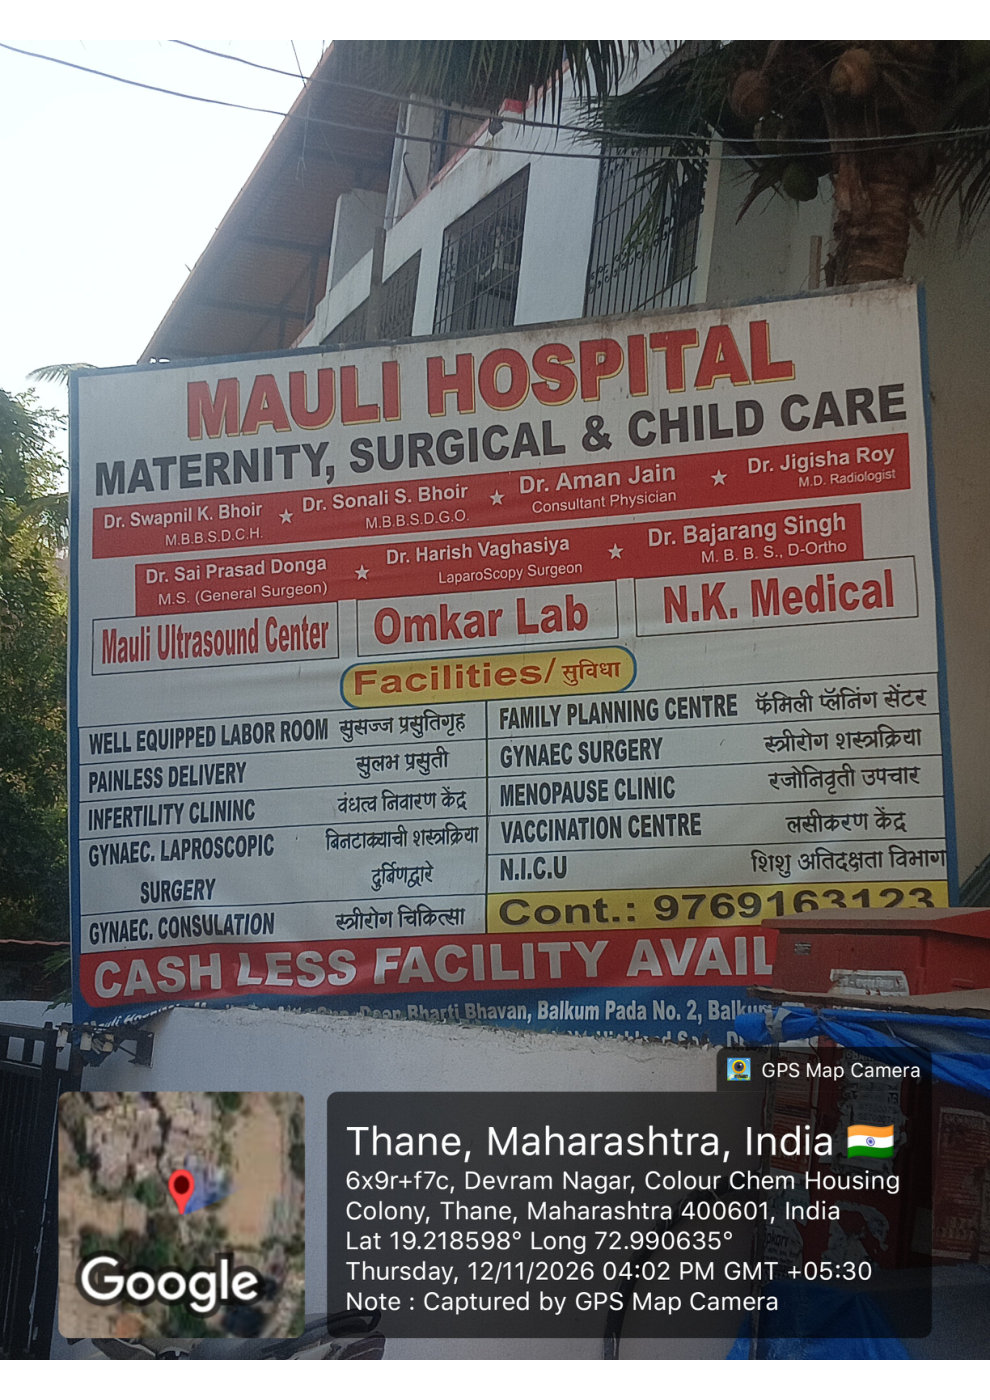 MAULI HOSPITAL
MATERNITY, SURGICAL & CHILD CARE
Dr. Swapnil K. Bhoir ★ Dr. Sonali S. Bhoir ★ Dr. Aman Jain ★ Dr. Jigisha Roy
M.B.B.S.D.C.H. M.B.B.S.D.G.O. Consultant Physician M.D. Radiologist
Dr. Sai Prasad Donga ★ Dr. Harish Vaghasiya ★ Dr. Bajarang Singh
M.S. (General Surgeon) LaparoScopy Surgeon M. B. B. S., D-Ortho
Mauli Ultrasound Center Omkar Lab N.K. Medical
Facilities/ सुविधा
WELL EQUIPPED LABOR ROOM सुसज्ज प्रसुतिगृह
PAINLESS DELIVERY सुलभ प्रसुती
INFERTILITY CLININC वंधत्व निवारण केंद्र
GYNAEC. LAPROSCOPIC बिनटाक्याची शस्त्रक्रिया
SURGERY दुर्बिणद्वारे
GYNAEC. CONSULATION स्त्रीरोग चिकित्सा
FAMILY PLANNING CENTRE फॅमिली प्लॅनिंग सेंटर
GYNAEC SURGERY स्त्रीरोग शस्त्रक्रिया
MENOPAUSE CLINIC रजोनिवृती उपचार
VACCINATION CENTRE लसीकरण केंद्र
N.I.C.U शिशु अतिदक्षता विभाग
Cont.: 9769163123
CASH LESS FACILITY AVAIL
Bharti Bhavan, Balkum Pada No. 2, Balkum
GPS Map Camera
Thane, Maharashtra, India
6x9r+f7c, Devram Nagar, Colour Chem Housing
Colony, Thane, Maharashtra 400601, India
Lat 19.218598° Long 72.990635°
Thursday, 12/11/2026 04:02 PM GMT +05:30
Note : Captured by GPS Map Camera
Google